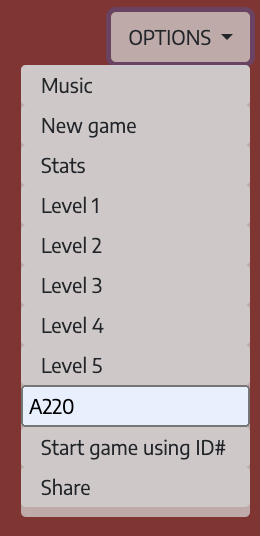 OPTIONS
Music
New game
Stats
Level 1
Level 2
Level 3
Level 4
Level 5
A220
Start game using ID#
Share